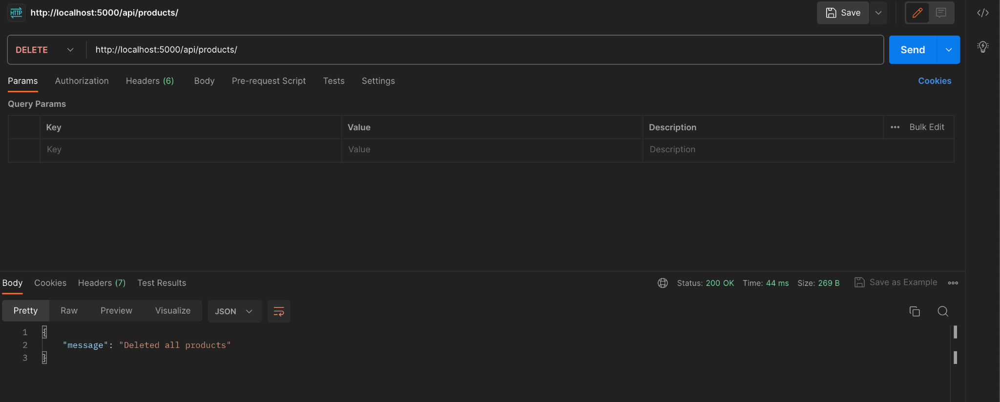 HTTP http://localhost:5000/api/products/ Save
DELETE http://localhost:5000/api/products/ Send
Params Authorization Headers (6) Body Pre-request Script Tests Settings Cookies
Query Params
Key Value Description Bulk Edit
Key Value Description
Body Cookies Headers (7) Test Results Status: 200 OK Time: 44 ms Size: 269 B Save as Example
Pretty Raw Preview Visualize JSON
1 {
2 "message": "Deleted all products"
3 }